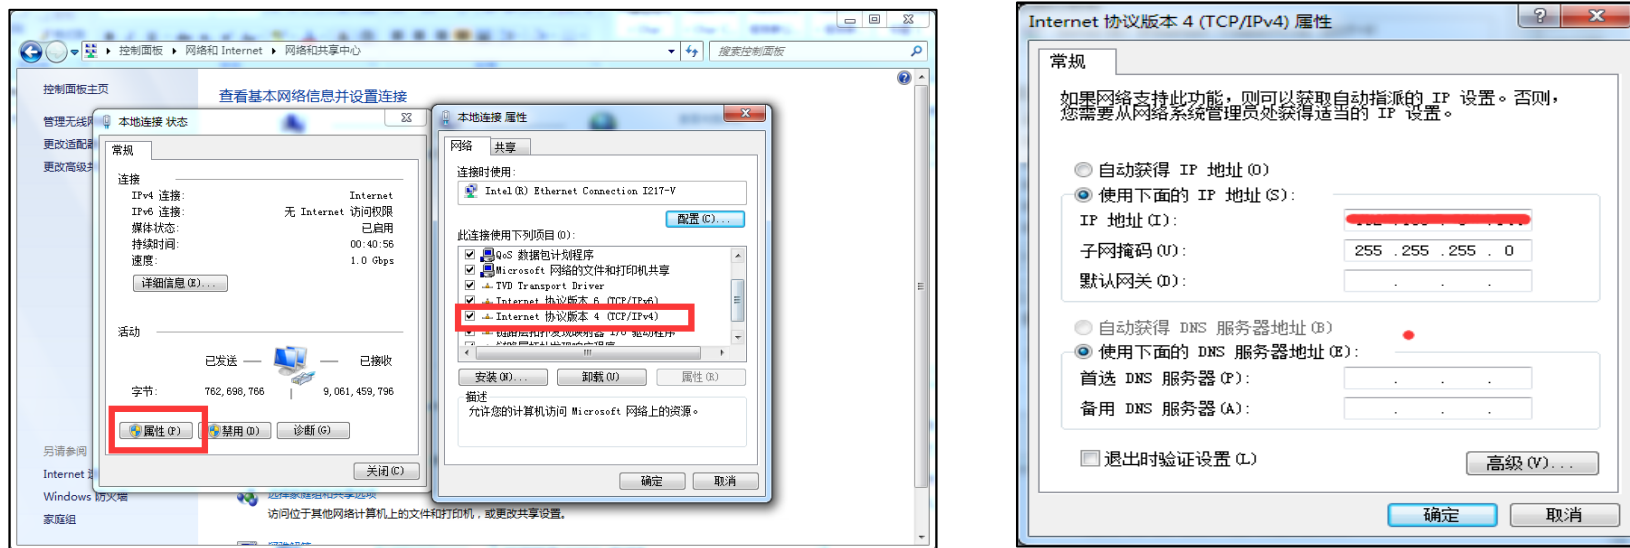 控制面板 ▸ 网络和 Internet ▸ 网络和共享中心
搜索控制面板
控制面板主页
管理无线
更改适配器
更改高级共
查看基本网络信息并设置连接
本地连接 状态
常规
连接
IPv4 连接: Internet
IPv6 连接: 无 Internet 访问权限
媒体状态: 已启用
持续时间: 00:40:56
速度: 1.0 Gbps
详细信息(E)...
活动
已发送 — — 已接收
字节: 762,698,766 | 9,061,459,796
属性(P) 禁用(D) 诊断(G)
关闭(C)
另请参阅
Internet
Windows 防火墙
家庭组
选择家庭组和共享选项
访问位于其他网络计算机上的文件和打印机,或更改共享设置。
本地连接 属性
网络 共享
连接时使用:
Intel(R) Ethernet Connection I217-V
配置(C)...
此连接使用下列项目(O):
QoS 数据包计划程序
Microsoft 网络的文件和打印机共享
TVD Transport Driver
Internet 协议版本 6 (TCP/IPv6)
Internet 协议版本 4 (TCP/IPv4)
安装(N)... 卸载(U) 属性(R)
描述
允许您的计算机访问 Microsoft 网络上的资源。
确定 取消
Internet 协议版本 4 (TCP/IPv4) 属性
常规
如果网络支持此功能,则可以获取自动指派的 IP 设置。否则,
您需要从网络系统管理员处获得适当的 IP 设置。
自动获得 IP 地址(O)
使用下面的 IP 地址(S):
IP 地址(I):
子网掩码(U): 255 .255 .255 . 0
默认网关(D):
自动获得 DNS 服务器地址(B)
使用下面的 DNS 服务器地址(E):
首选 DNS 服务器(P):
备用 DNS 服务器(A):
退出时验证设置(L)
高级(V)...
确定 取消